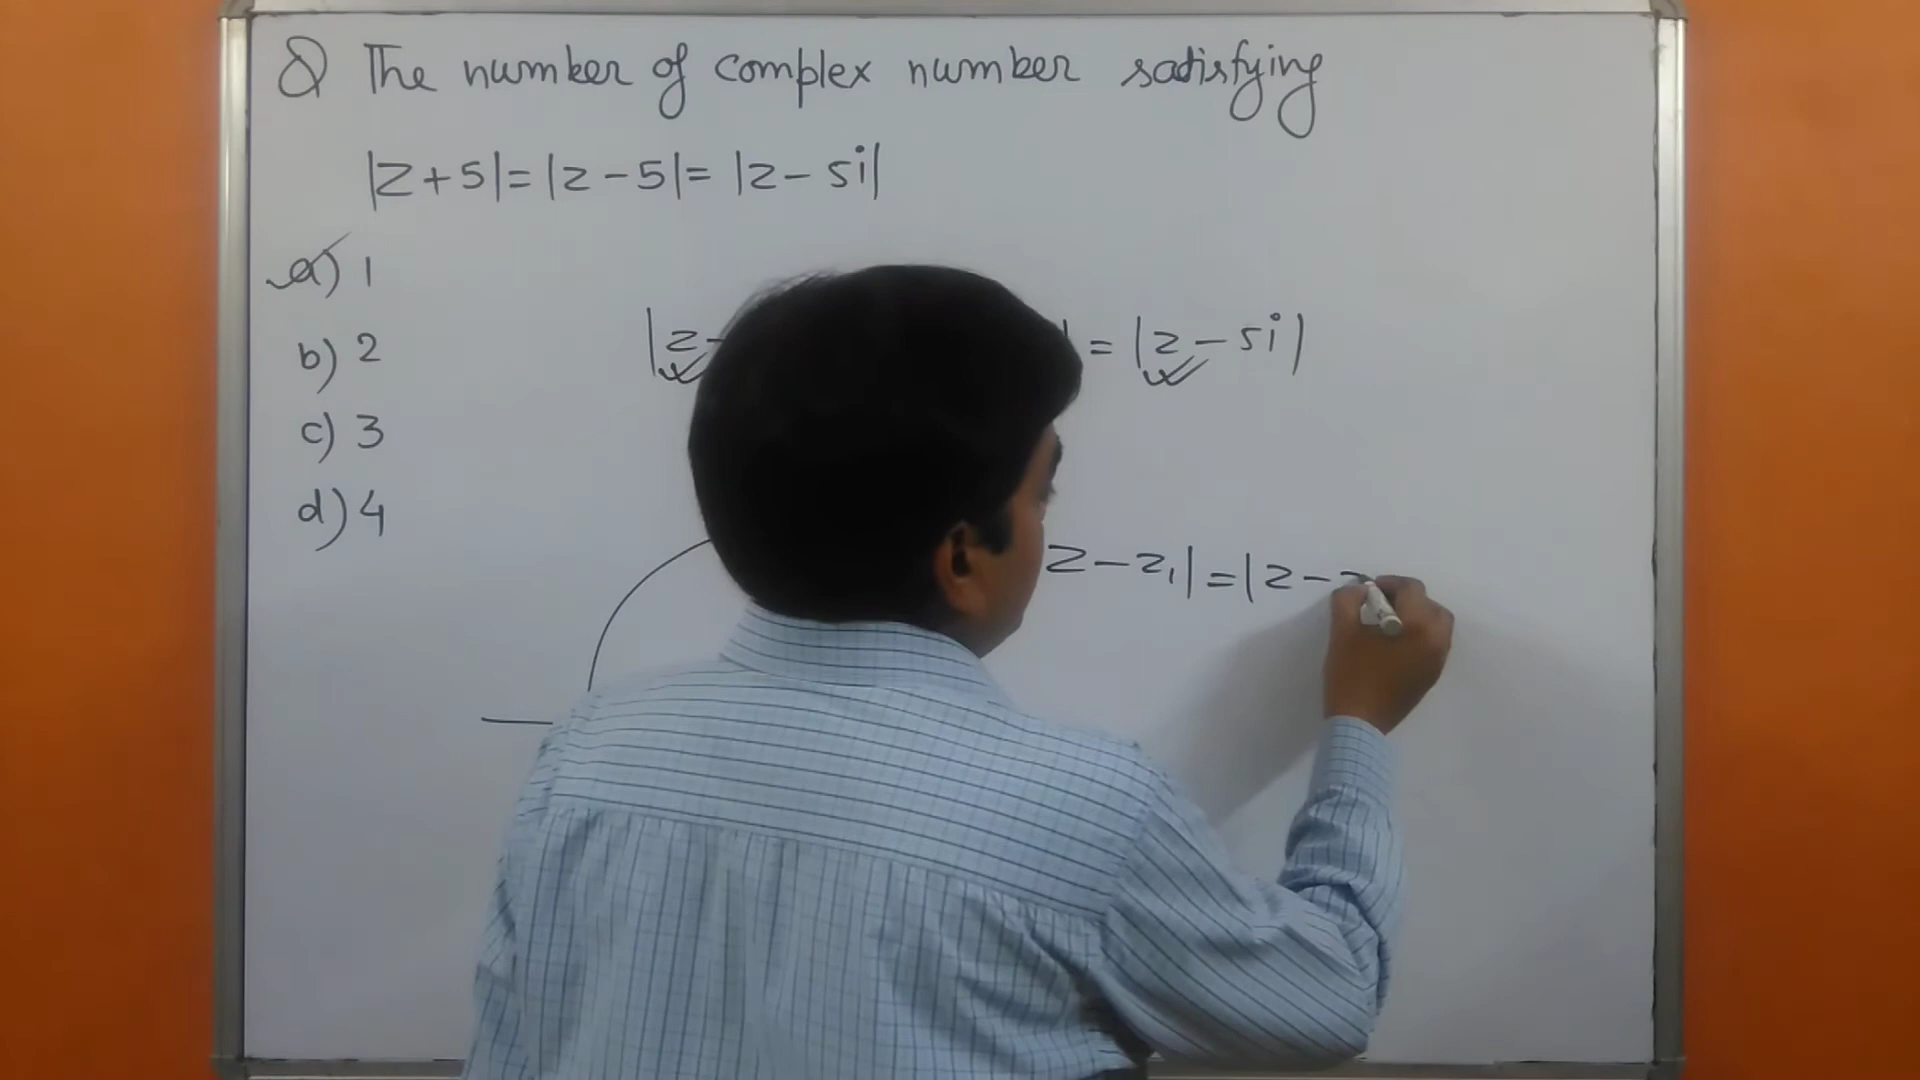 Q The number of complex number satisfying
|z+5|=|z-5|= |z-5i|
a) 1
b) 2
c) 3
d) 4
|z- | = |z-5i|
z-z₁|=|z-